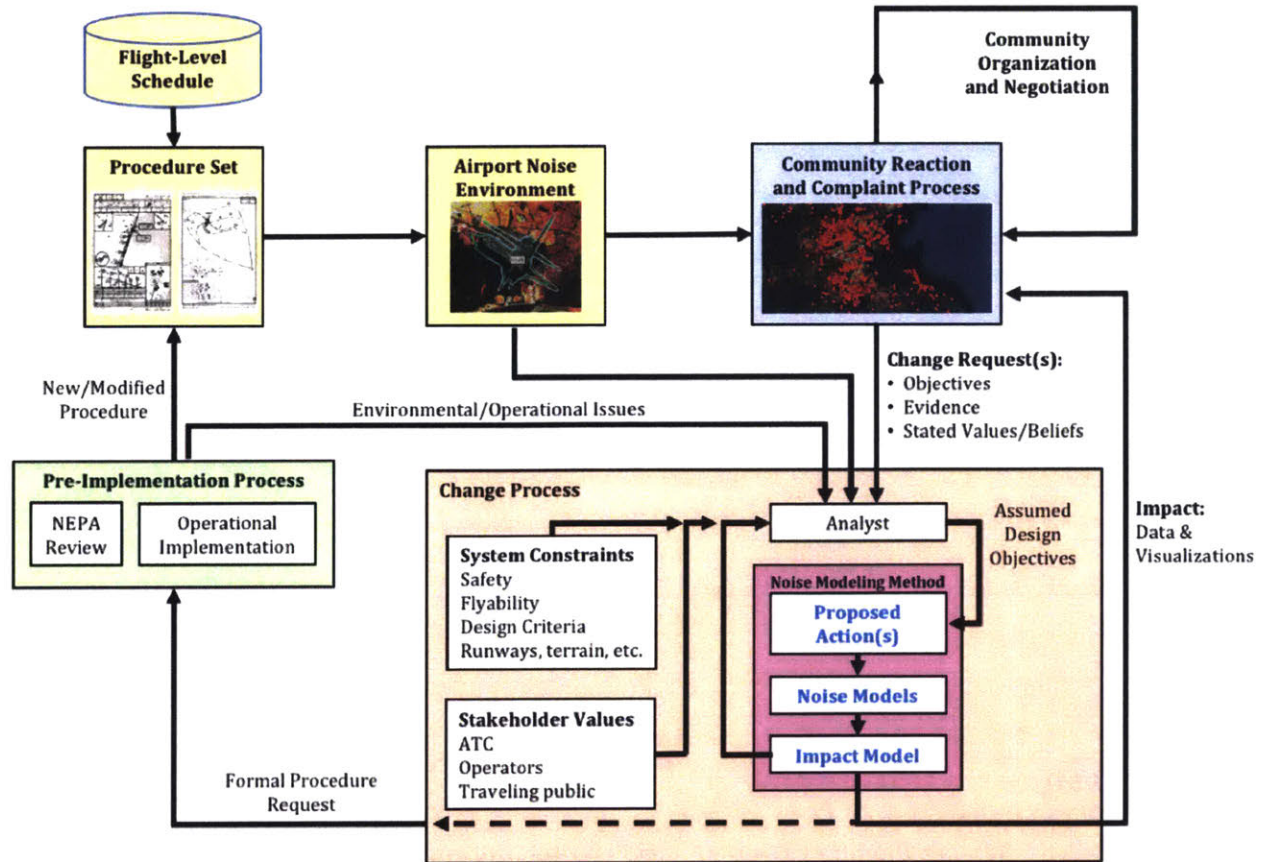 Flight-Level
Schedule
Community
Organization
and Negotiation
Procedure Set
Airport Noise
Environment
Community Reaction
and Complaint Process
New/Modified
Procedure
Environmental/Operational Issues
Change Request(s):
• Objectives
• Evidence
• Stated Values/Beliefs
Pre-Implementation Process
NEPA
Review
Operational
Implementation
Change Process
Analyst
Assumed
Design
Objectives
Impact:
Data &
Visualizations
System Constraints
Safety
Flyability
Design Criteria
Runways, terrain, etc.
Noise Modeling Method
Proposed
Action(s)
Noise Models
Impact Model
Stakeholder Values
ATC
Operators
Traveling public
Formal Procedure
Request